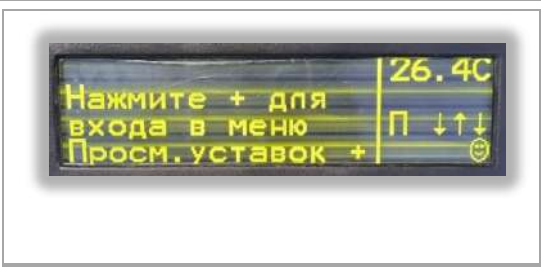 26.4C
Нажмите + для
входа в меню П ↓↑↓
Просм.уставок + ☺